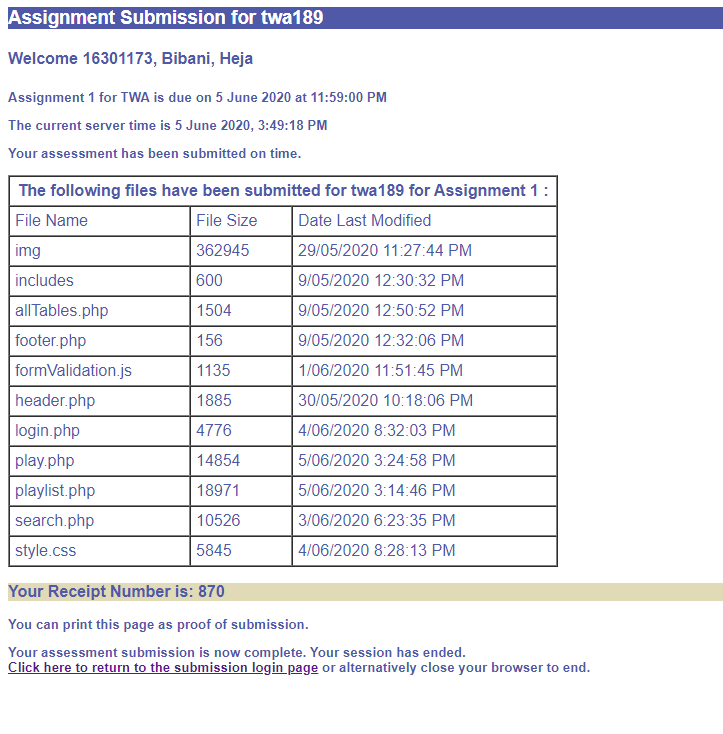 Assignment Submission for twa189
Welcome 16301173, Bibani, Heja
Assignment 1 for TWA is due on 5 June 2020 at 11:59:00 PM
The current server time is 5 June 2020, 3:49:18 PM
Your assessment has been submitted on time.
The following files have been submitted for twa189 for Assignment 1 :
File Name File Size Date Last Modified
img 362945 29/05/2020 11:27:44 PM
includes 600 9/05/2020 12:30:32 PM
allTables.php 1504 9/05/2020 12:50:52 PM
footer.php 156 9/05/2020 12:32:06 PM
formValidation.js 1135 1/06/2020 11:51:45 PM
header.php 1885 30/05/2020 10:18:06 PM
login.php 4776 4/06/2020 8:32:03 PM
play.php 14854 5/06/2020 3:24:58 PM
playlist.php 18971 5/06/2020 3:14:46 PM
search.php 10526 3/06/2020 6:23:35 PM
style.css 5845 4/06/2020 8:28:13 PM
Your Receipt Number is: 870
You can print this page as proof of submission.
Your assessment submission is now complete. Your session has ended.
Click here to return to the submission login page or alternatively close your browser to end.